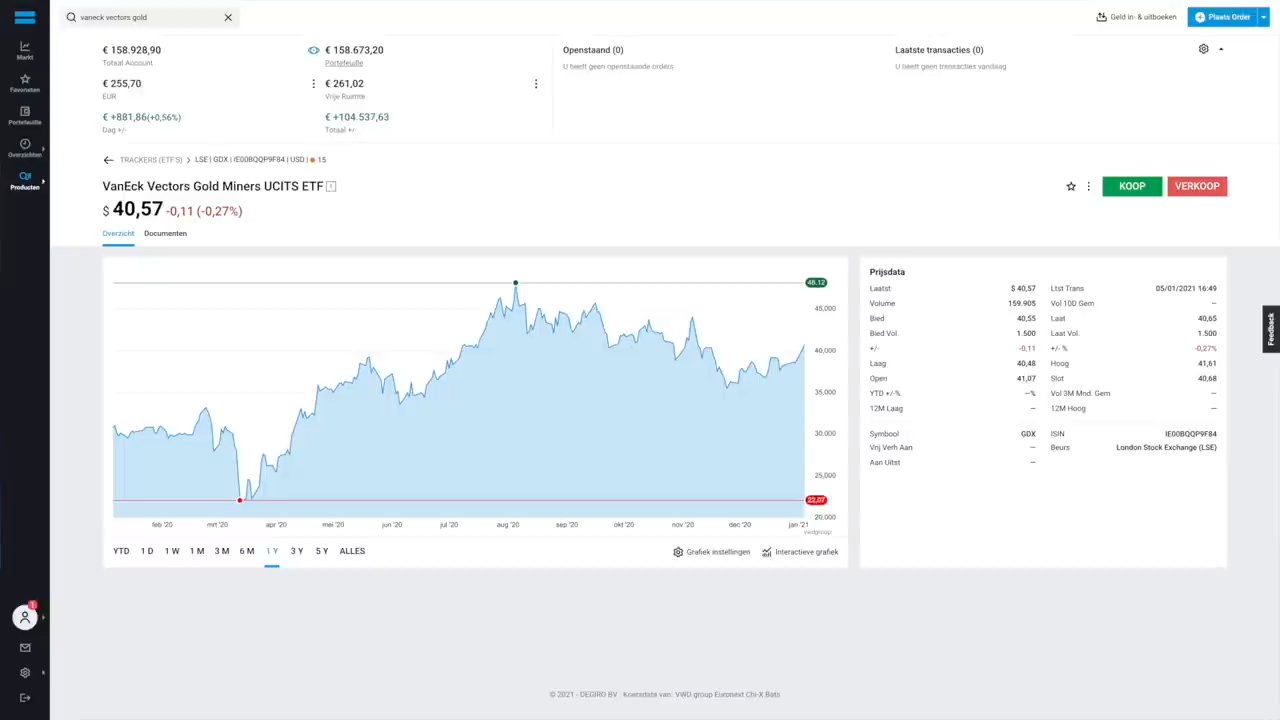 vaneck vectors gold
Geld in- & uitboeken
Plaats Order
Markt
Favorieten
Portefeuille
Overzichten
Producten
1
€ 158.928,90
Totaal Account
€ 158.673,20
Portefeuille
€ 255,70
EUR
€ 261,02
Vrije Ruimte
€ +881,86(+0,56%)
Dag +/-
€ +104.537,63
Totaal +/-
Openstaand (0)
U heeft geen openstaande orders
Laatste transacties (0)
U heeft geen transacties vandaag
TRACKERS (ETF'S) > LSE | GDX | IE00BQQP9F84 | USD | 15
VanEck Vectors Gold Miners UCITS ETF
$ 40,57 -0,11 (-0,27%)
KOOP
VERKOOP
Overzicht Documenten
48.12
45,000
40,000
35,000
30.000
25,000
22,07
20,000
feb '20 mrt '20 apr '20 mei '20 jun '20 jul '20 aug '20 sep '20 okt '20 nov '20 dec '20 jan '21
vwdgroup
YTD 1 D 1 W 1 M 3 M 6 M 1 Y 3 Y 5 Y ALLES
Grafiek instellingen
Interactieve grafiek
Prijsdata
Laatst $ 40,57 Ltst Trans 05/01/2021 16:49
Volume 159.905 Vol 10D Gem —
Bied 40,55 Laat 40,65
Bied Vol. 1.500 Laat Vol. 1.500
+/- -0,11 +/- % -0,27%
Laag 40,48 Hoog 41,61
Open 41,07 Slot 40,68
YTD +/-% —% Vol 3M Mnd. Gem —
12M Laag — 12M Hoog —
Symbool GDX ISIN IE00BQQP9F84
Vrij Verh Aan — Beurs London Stock Exchange (LSE)
Aan Uitst —
Feedback
© 2021 - DEGIRO BV - Koersdata van: VWD group Euronext Chi-X Bats